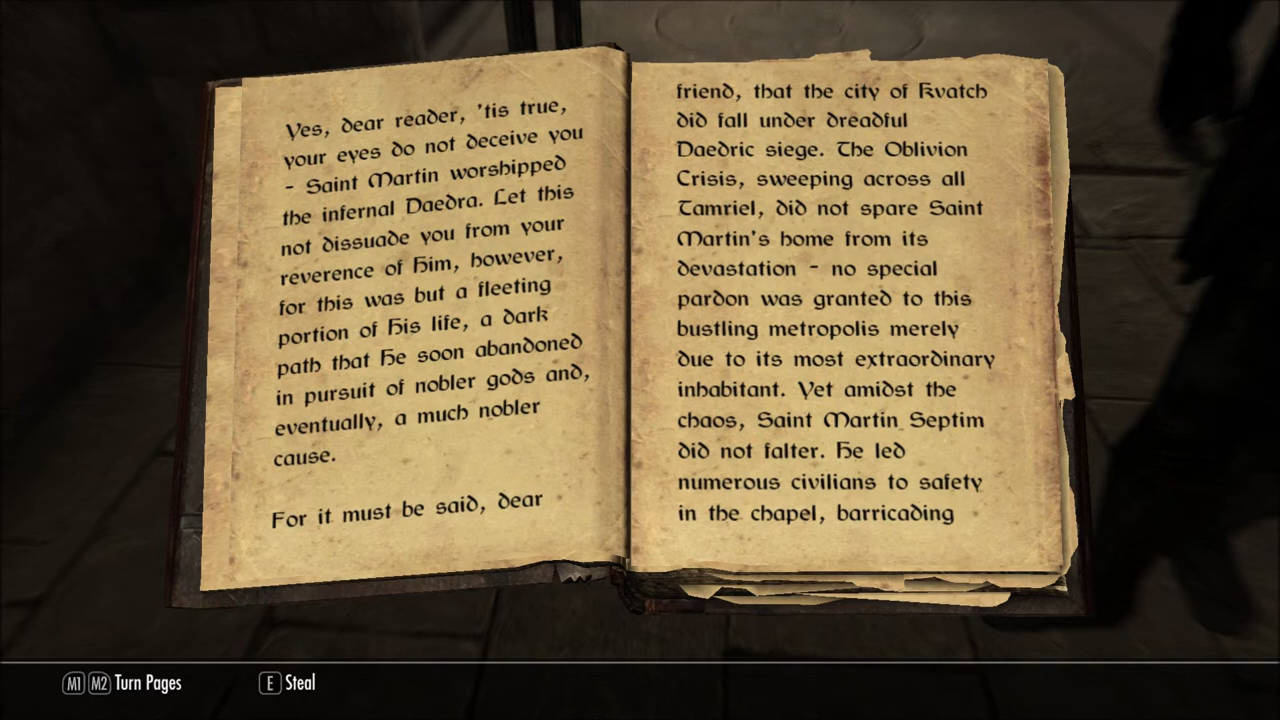 Yes, dear reader, 'tis true,
your eyes do not deceive you
- Saint Martin worshipped
the infernal Daedra. Let this
not dissuade you from your
reverence of Him, however,
for this was but a fleeting
portion of His life, a dark
path that He soon abandoned
in pursuit of nobler gods and,
eventually, a much nobler
cause.
For it must be said, dear
friend, that the city of Kvatch
did fall under dreadful
Daedric siege. The Oblivion
Crisis, sweeping across all
Tamriel, did not spare Saint
Martin's home from its
devastation - no special
pardon was granted to this
bustling metropolis merely
due to its most extraordinary
inhabitant. Yet amidst the
chaos, Saint Martin Septim
did not falter. He led
numerous civilians to safety
in the chapel, barricading
M1 M2 Turn Pages
E Steal